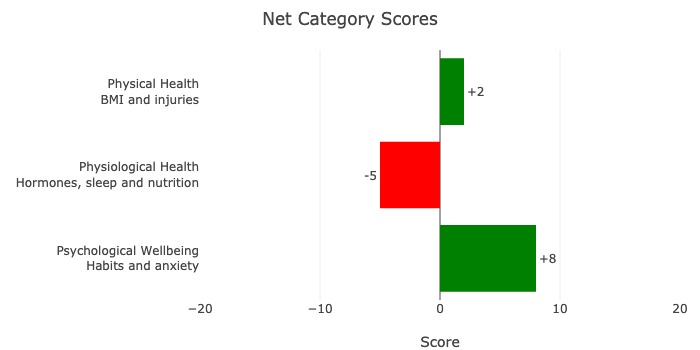 Net Category Scores
Physical Health
BMI and injuries
+2
Physiological Health
Hormones, sleep and nutrition
-5
Psychological Wellbeing
Habits and anxiety
+8
−20
−10
0
10
20
Score